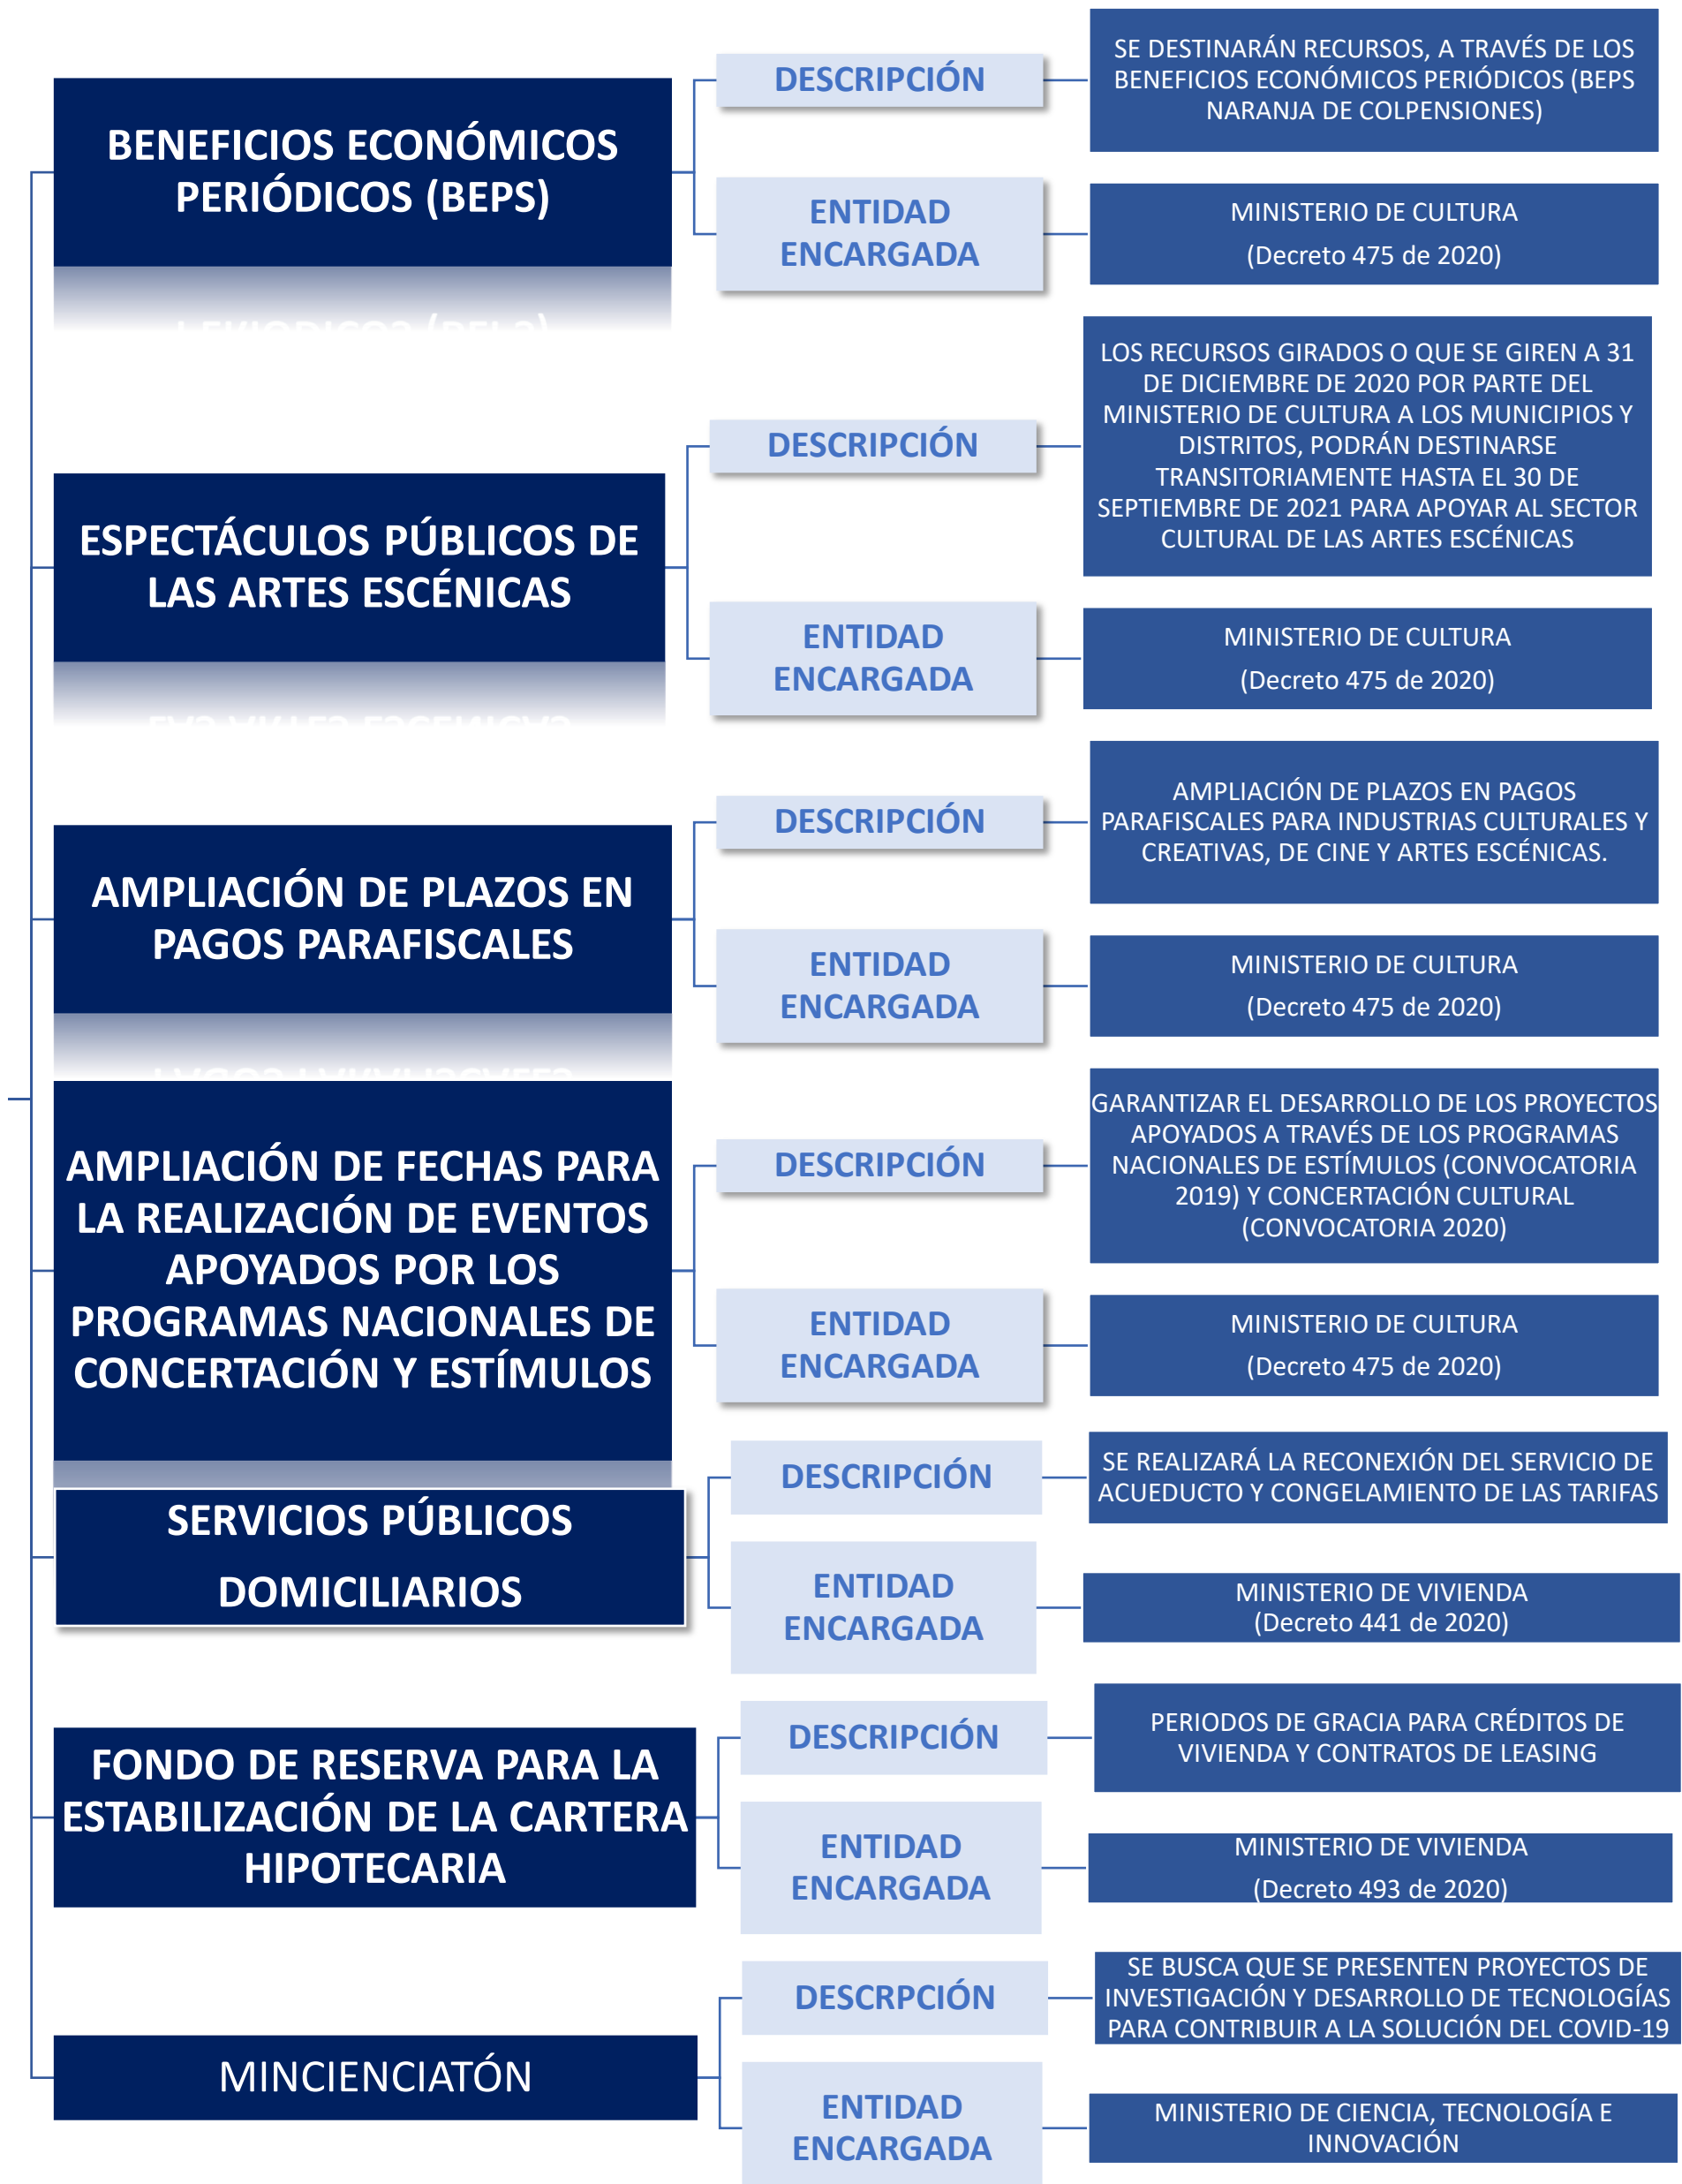 BENEFICIOS ECONÓMICOS
PERIÓDICOS (BEPS)
DESCRIPCIÓN
SE DESTINARÁN RECURSOS, A TRAVÉS DE LOS
BENEFICIOS ECONÓMICOS PERIÓDICOS (BEPS
NARANJA DE COLPENSIONES)
ENTIDAD
ENCARGADA
MINISTERIO DE CULTURA
(Decreto 475 de 2020)
ESPECTÁCULOS PÚBLICOS DE
LAS ARTES ESCÉNICAS
DESCRIPCIÓN
LOS RECURSOS GIRADOS O QUE SE GIREN A 31
DE DICIEMBRE DE 2020 POR PARTE DEL
MINISTERIO DE CULTURA A LOS MUNICIPIOS Y
DISTRITOS, PODRÁN DESTINARSE
TRANSITORIAMENTE HASTA EL 30 DE
SEPTIEMBRE DE 2021 PARA APOYAR AL SECTOR
CULTURAL DE LAS ARTES ESCÉNICAS
ENTIDAD
ENCARGADA
MINISTERIO DE CULTURA
(Decreto 475 de 2020)
AMPLIACIÓN DE PLAZOS EN
PAGOS PARAFISCALES
DESCRIPCIÓN
AMPLIACIÓN DE PLAZOS EN PAGOS
PARAFISCALES PARA INDUSTRIAS CULTURALES Y
CREATIVAS, DE CINE Y ARTES ESCÉNICAS.
ENTIDAD
ENCARGADA
MINISTERIO DE CULTURA
(Decreto 475 de 2020)
AMPLIACIÓN DE FECHAS PARA
LA REALIZACIÓN DE EVENTOS
APOYADOS POR LOS
PROGRAMAS NACIONALES DE
CONCERTACIÓN Y ESTÍMULOS
DESCRIPCIÓN
GARANTIZAR EL DESARROLLO DE LOS PROYECTOS
APOYADOS A TRAVÉS DE LOS PROGRAMAS
NACIONALES DE ESTÍMULOS (CONVOCATORIA
2019) Y CONCERTACIÓN CULTURAL
(CONVOCATORIA 2020)
ENTIDAD
ENCARGADA
MINISTERIO DE CULTURA
(Decreto 475 de 2020)
SERVICIOS PÚBLICOS
DOMICILIARIOS
DESCRIPCIÓN
SE REALIZARÁ LA RECONEXIÓN DEL SERVICIO DE
ACUEDUCTO Y CONGELAMIENTO DE LAS TARIFAS
ENTIDAD
ENCARGADA
MINISTERIO DE VIVIENDA
(Decreto 441 de 2020)
FONDO DE RESERVA PARA LA
ESTABILIZACIÓN DE LA CARTERA
HIPOTECARIA
DESCRIPCIÓN
PERIODOS DE GRACIA PARA CRÉDITOS DE
VIVIENDA Y CONTRATOS DE LEASING
ENTIDAD
ENCARGADA
MINISTERIO DE VIVIENDA
(Decreto 493 de 2020)
MINCIENCIATÓN
DESCRPCIÓN
SE BUSCA QUE SE PRESENTEN PROYECTOS DE
INVESTIGACIÓN Y DESARROLLO DE TECNOLOGÍAS
PARA CONTRIBUIR A LA SOLUCIÓN DEL COVID-19
ENTIDAD
ENCARGADA
MINISTERIO DE CIENCIA, TECNOLOGÍA E
INNOVACIÓN